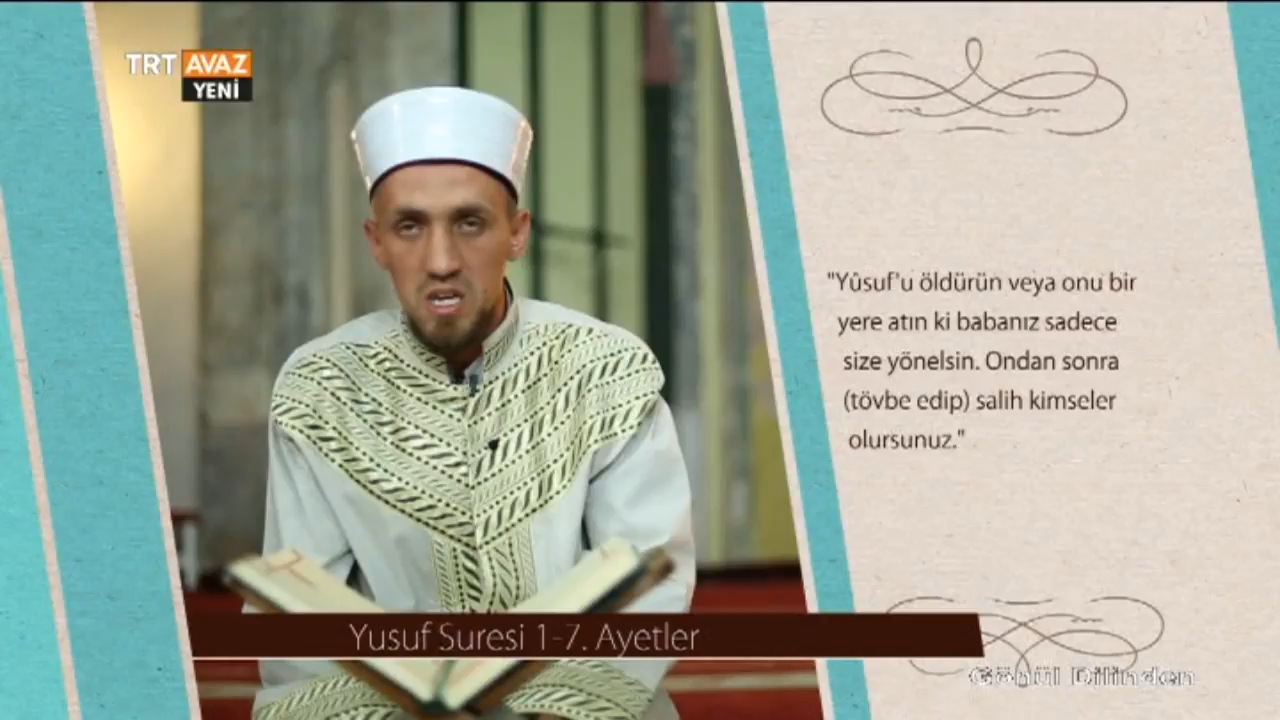 TRT AVAZ
YENİ
"Yûsuf'u öldürün veya onu bir
yere atın ki babanız sadece
size yönelsin. Ondan sonra
(tövbe edip) salih kimseler
olursunuz."
Yusuf Suresi 1-7. Ayetler
Gönül Dilinden